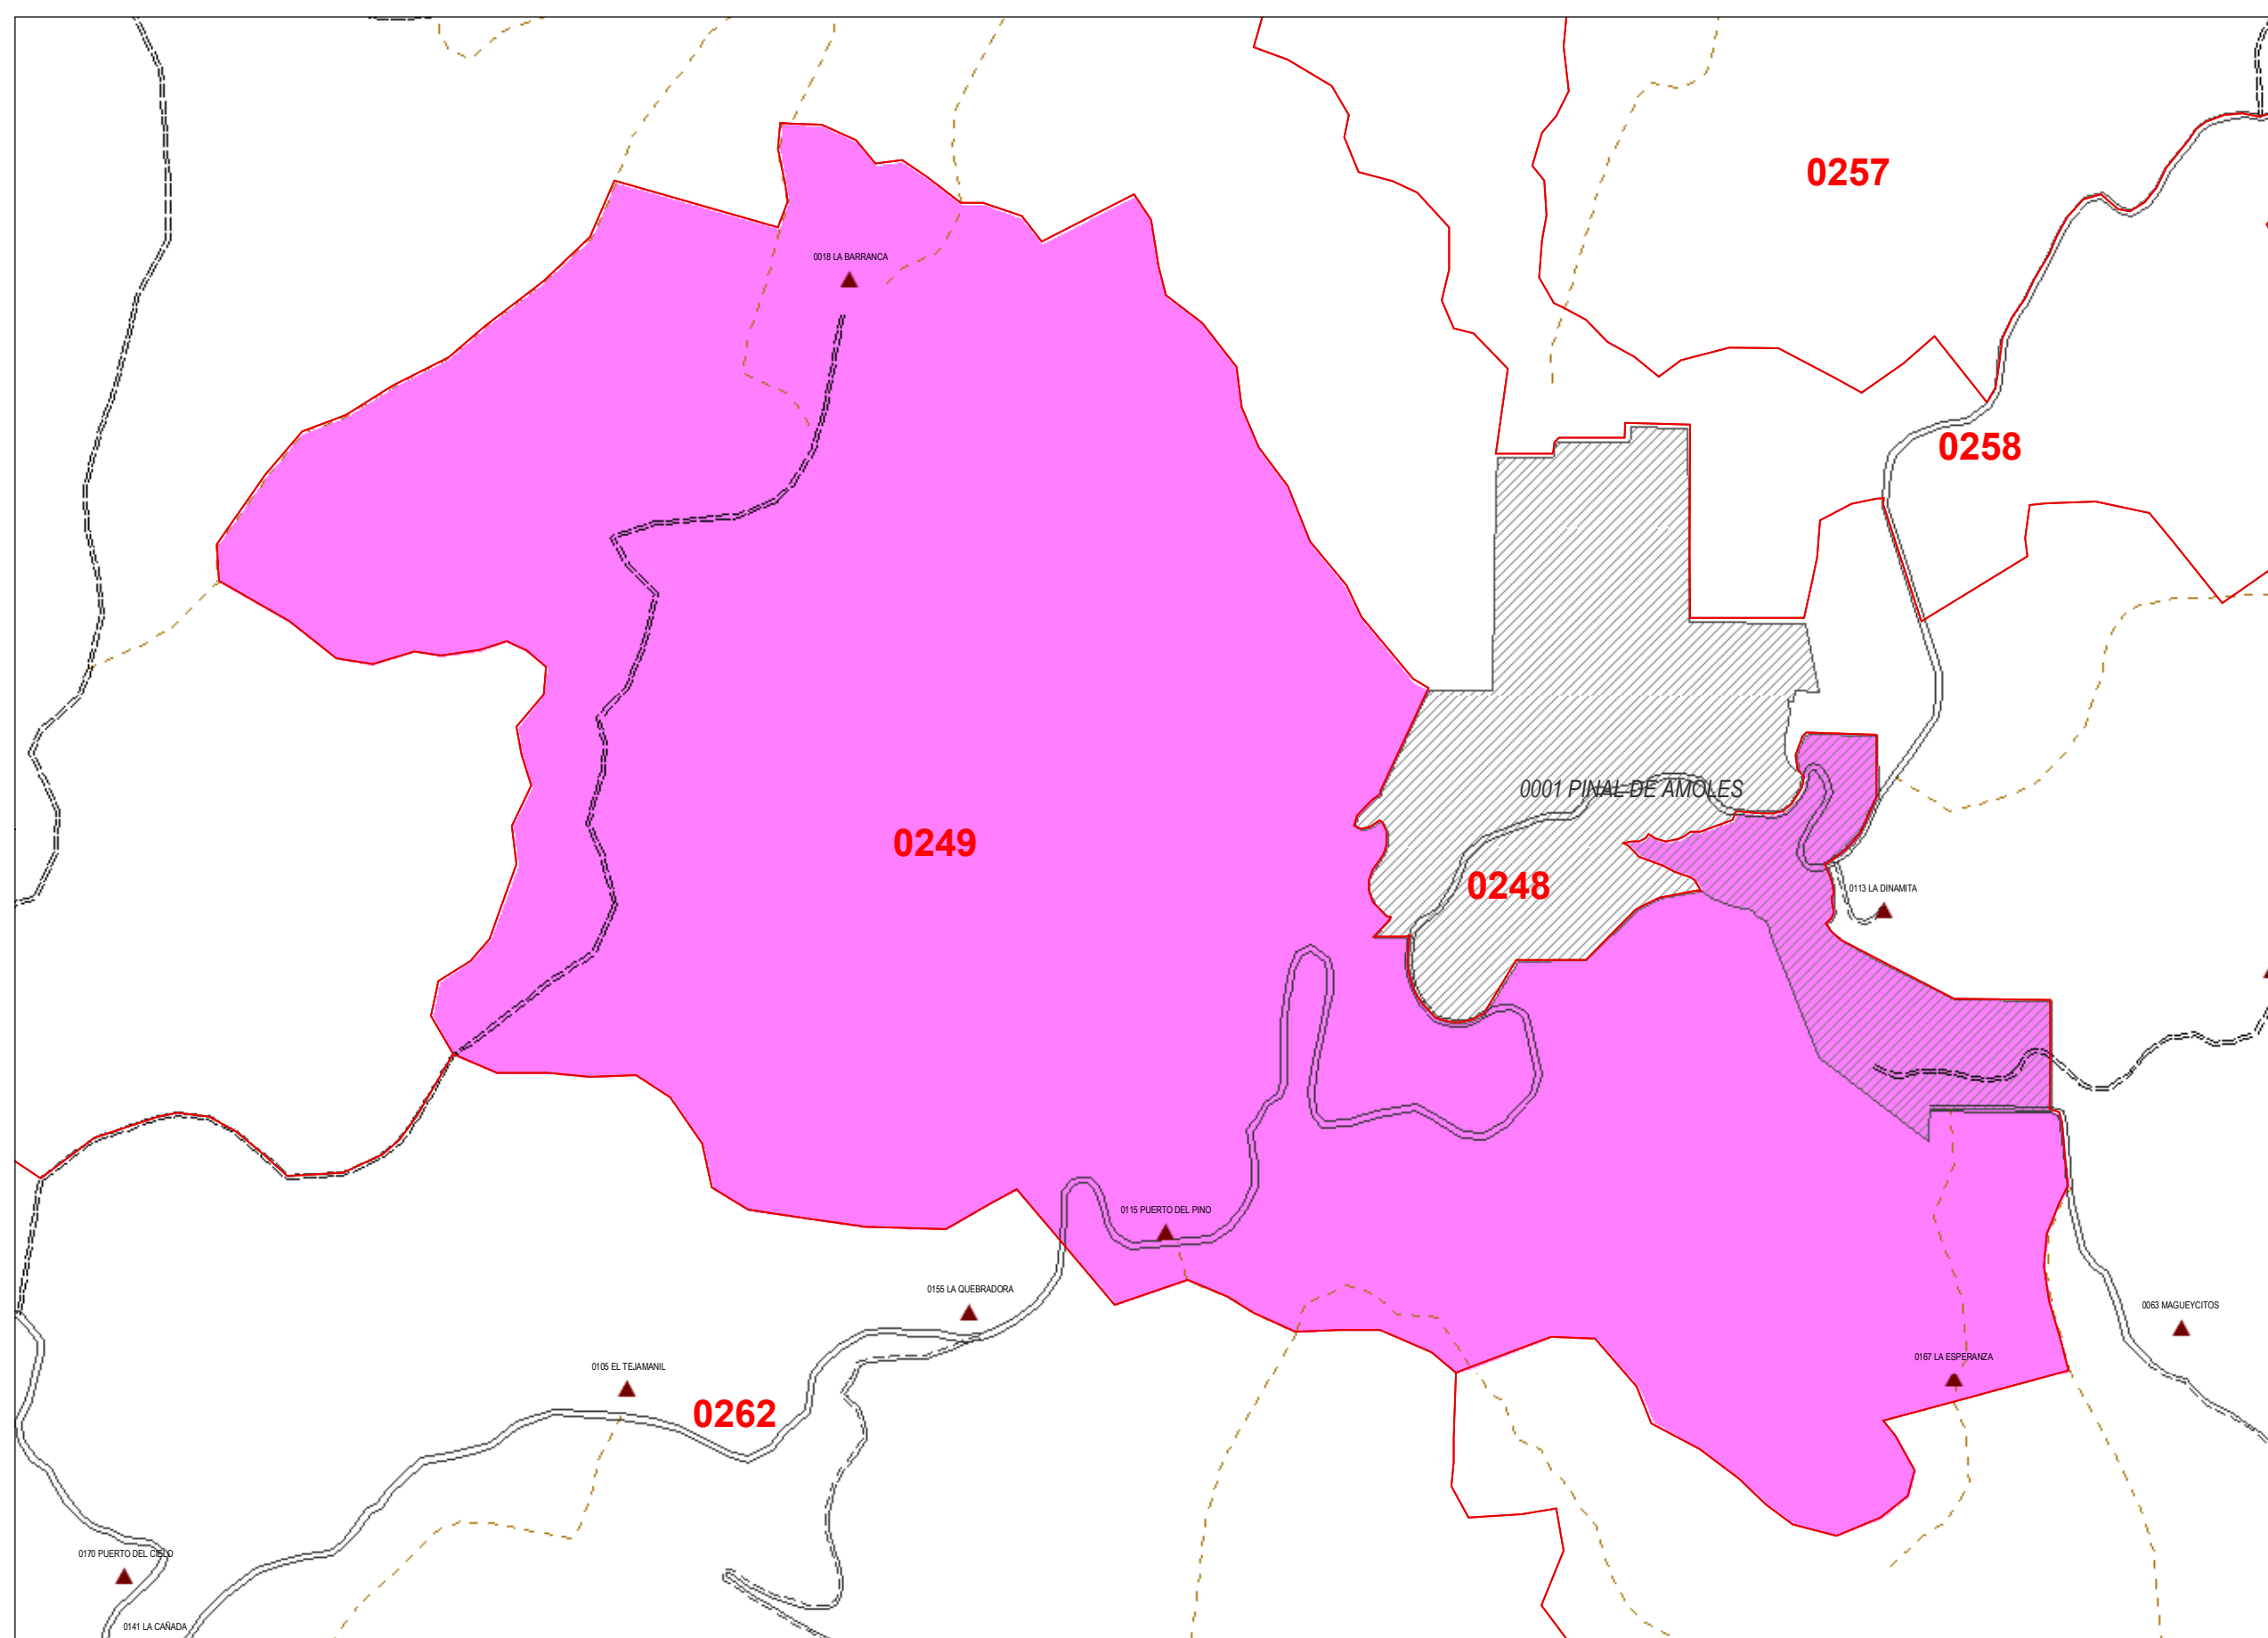 0257
0018 LA BARRANCA
0258
0001 PINAL DE AMOLES
0249
0248
0113 LA DINAMITA
0115 PUERTO DEL PINO
0155 LA QUEBRADORA
0063 MAGUEYCITOS
0167 LA ESPERANZA
0105 EL TEJAMANIL
0262
0170 PUERTO DEL CIELO
0141 LA CAÑADA